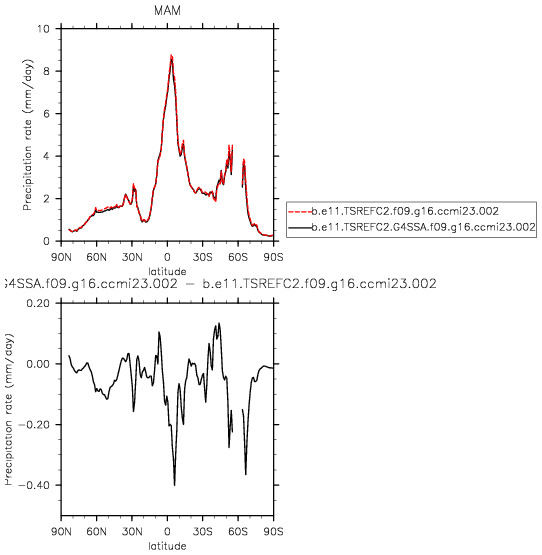 MAM
10
8
6
4
2
0
Precipitation rate (mm/day)
90N 60N 30N 0 30S 60S 90S
latitude
b.e11.TSREFC2.f09.g16.ccmi23.002
b.e11.TSREFC2.G4SSA.f09.g16.ccmi23.002
G4SSA.f09.g16.ccmi23.002 − b.e11.TSREFC2.f09.g16.ccmi23.002
0.20
0.00
−0.20
−0.40
Precipitation rate (mm/day)
90N 60N 30N 0 30S 60S 90S
latitude